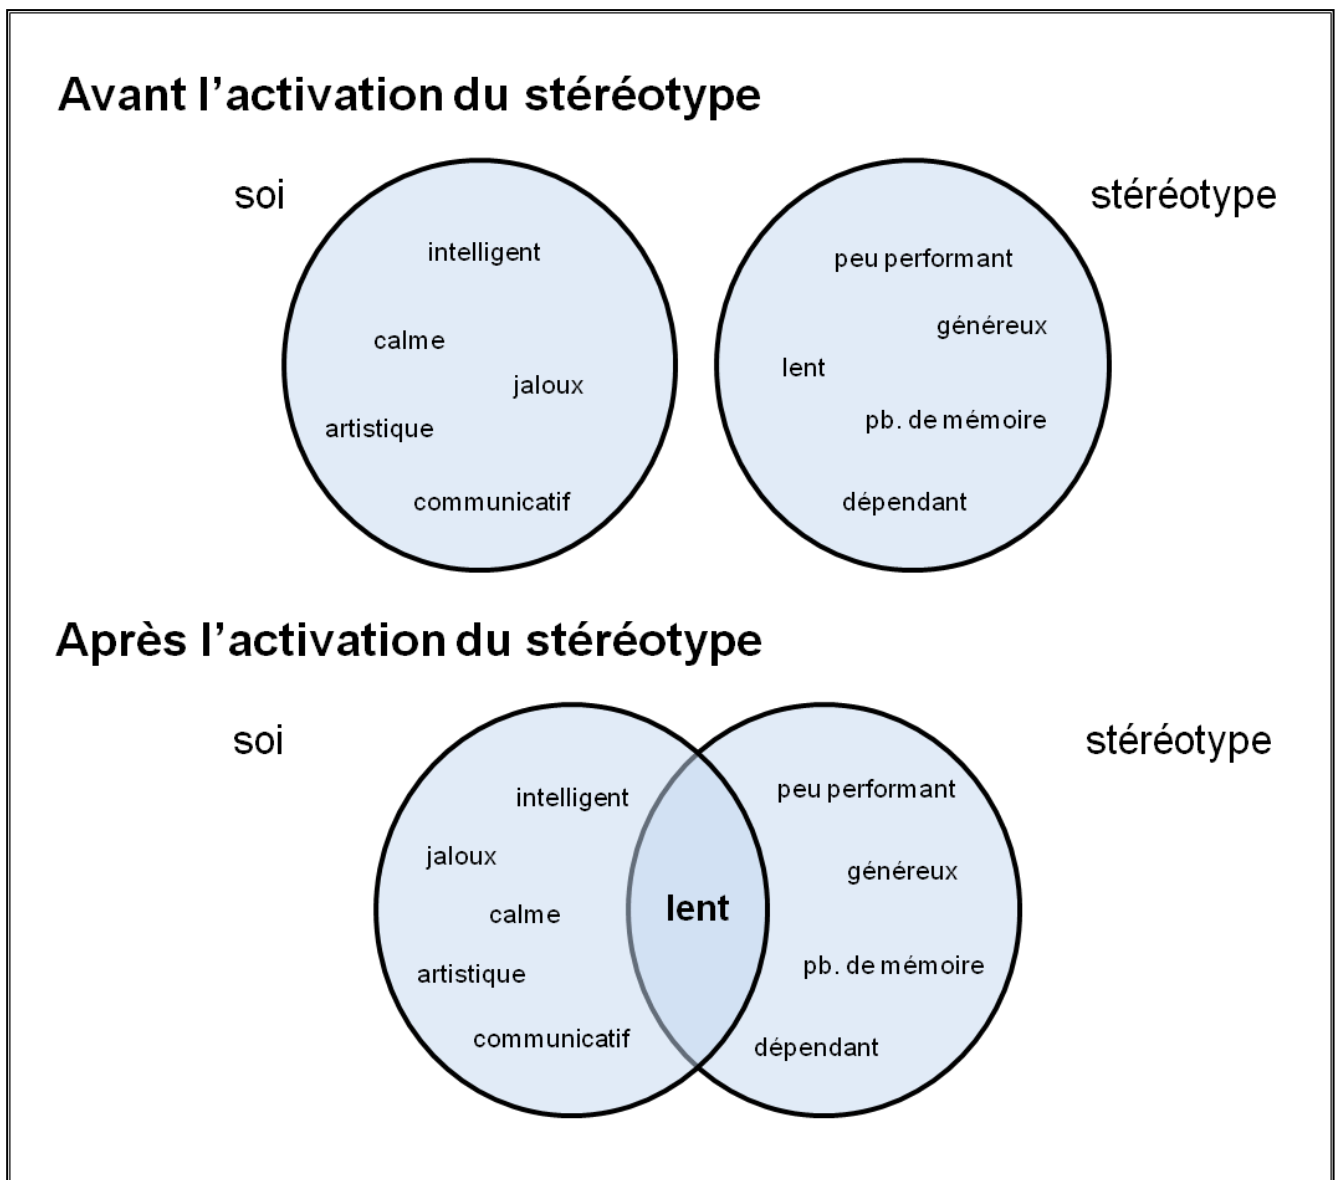 Avant l’activation du stéréotype
soi
stéréotype
intelligent
calme
jaloux
artistique
communicatif
peu performant
généreux
lent
pb. de mémoire
dépendant
Après l’activation du stéréotype
soi
stéréotype
intelligent
jaloux
calme
artistique
communicatif
lent
peu performant
généreux
pb. de mémoire
dépendant